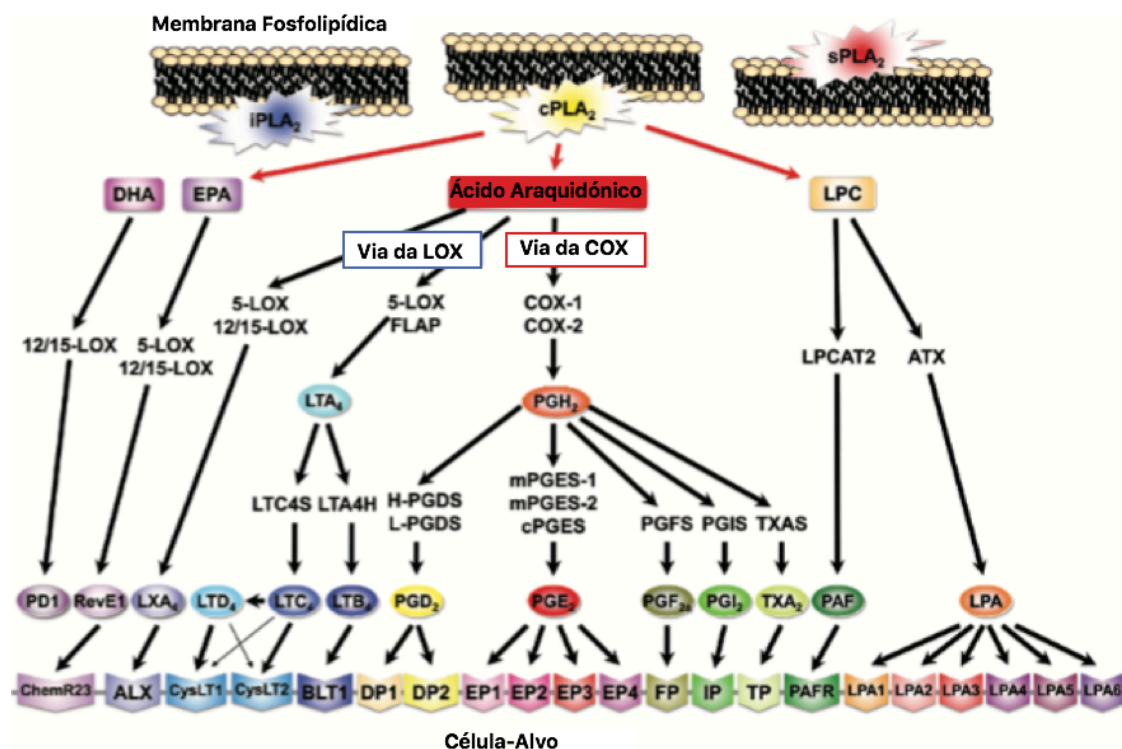 Membrana Fosfolipídica
iPLA2
cPLA2
sPLA2
DHA
EPA
Ácido Araquidónico
LPC
Via da LOX
Via da COX
5-LOX
12/15-LOX
5-LOX
FLAP
COX-1
COX-2
12/15-LOX
5-LOX
12/15-LOX
LPCAT2
ATX
LTA4
PGH2
LTC4S
LTA4H
H-PGDS
L-PGDS
mPGES-1
mPGES-2
cPGES
PGFS
PGIS
TXAS
PD1
RevE1
LXA4
LTD4
LTC4
LTB4
PGD2
PGE2
PGF2α
PGI2
TXA2
PAF
LPA
ChemR23
ALX
CysLT1
CysLT2
BLT1
DP1
DP2
EP1
EP2
EP3
EP4
FP
IP
TP
PAFR
LPA1
LPA2
LPA3
LPA4
LPA5
LPA6
Célula-Alvo